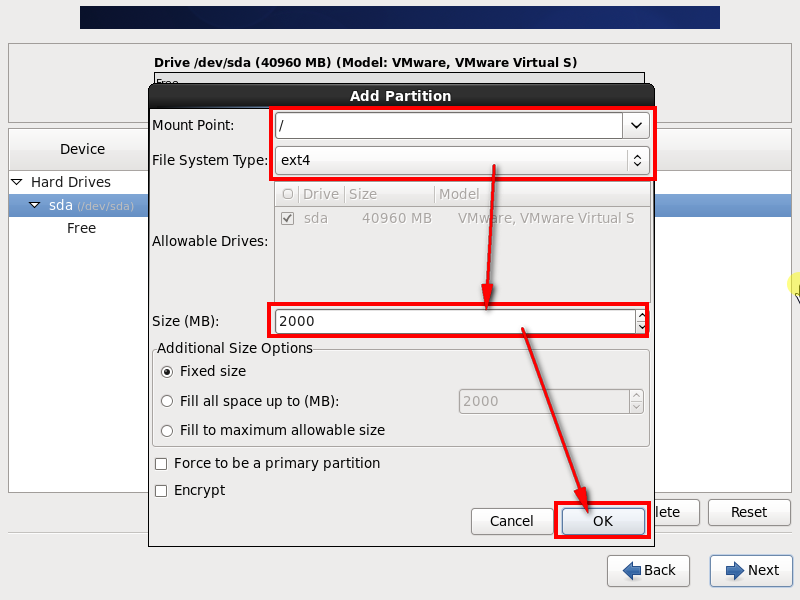 Drive /dev/sda (40960 MB) (Model: VMware, VMware Virtual S)
Free
Add Partition
Mount Point: /
File System Type: ext4
Drive Size Model
sda 40960 MB VMware, VMware Virtual S
Allowable Drives:
Size (MB): 2000
Additional Size Options
Fixed size
Fill all space up to (MB): 2000
Fill to maximum allowable size
Force to be a primary partition
Encrypt
Cancel OK
Device
Hard Drives
sda (/dev/sda)
Free
lete Reset
Back Next